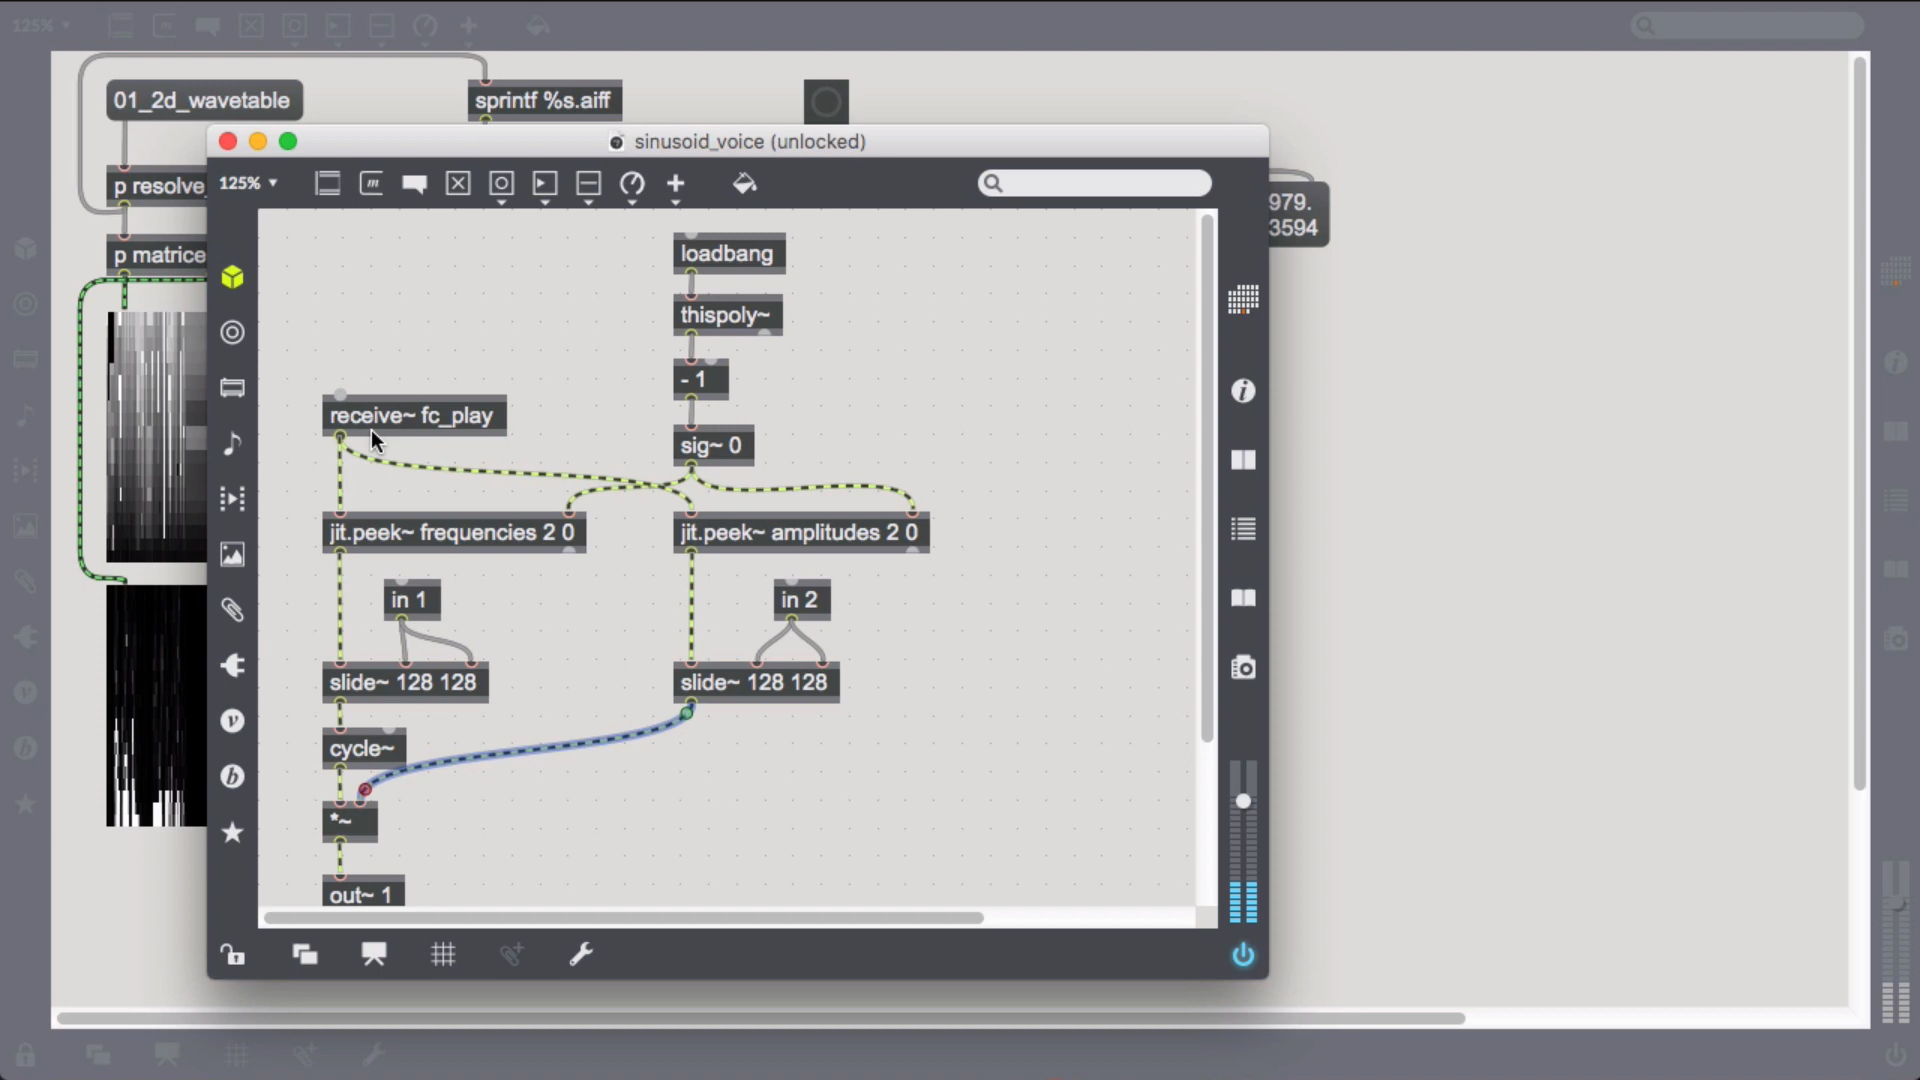 125%
01_2d_wavetable
sprintf %s.aiff
p resolve_
p matrice
979.
3594
sinusoid_voice (unlocked)
125%
loadbang
thispoly~
- 1
receive~ fc_play
sig~ 0
jit.peek~ frequencies 2 0
jit.peek~ amplitudes 2 0
in 1
in 2
slide~ 128 128
slide~ 128 128
cycle~
*~
out~ 1